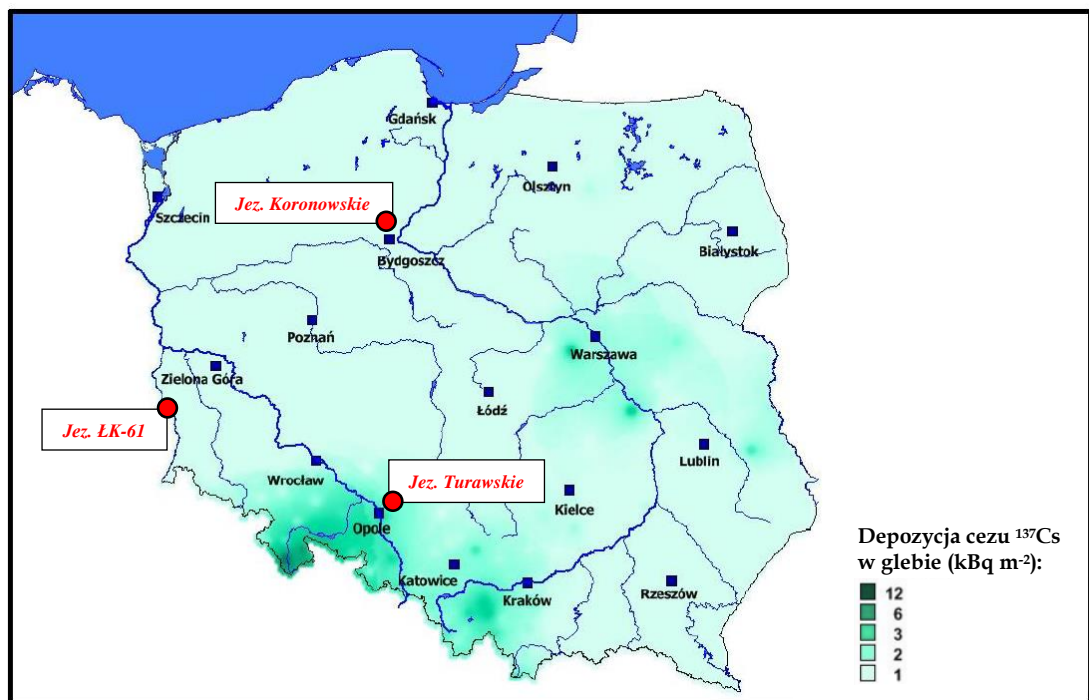 Gdańsk
Olsztyn
Jez. Koronowskie
Szczecin
Bydgoszcz
Białystok
Poznań
Warszawa
Zielona Góra
Łódź
Jez. ŁK-61
Lublin
Wrocław
Jez. Turawskie
Opole
Kielce
Katowice
Kraków
Rzeszów
Depozycja cezu ¹³⁷Cs
w glebie (kBq m⁻²):
12
6
3
2
1